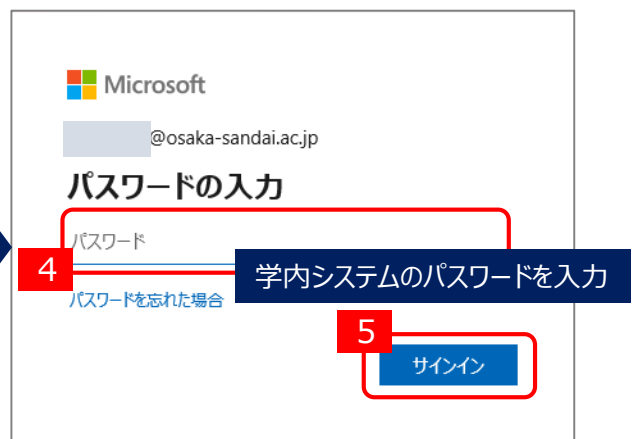 Microsoft
@osaka-sandai.ac.jp
パスワードの入力
パスワード
4
学内システムのパスワードを入力
パスワードを忘れた場合
5
サインイン